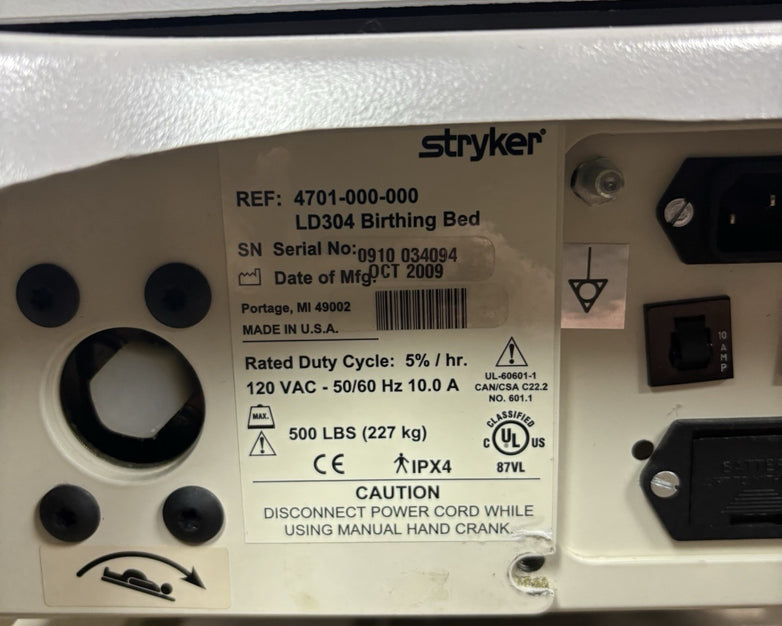 stryker
REF: 4701-000-000
LD304 Birthing Bed
SN Serial No: 0910 034094
Date of Mfg. OCT 2009
Portage, MI 49002
MADE IN U.S.A.
Rated Duty Cycle: 5% / hr.
120 VAC - 50/60 Hz 10.0 A
UL-60601-1
CAN/CSA C22.2
NO. 601.1
MAX.
500 LBS (227 kg)
CLASSIFIED
C UL US
87VL
CE IPX4
CAUTION
DISCONNECT POWER CORD WHILE
USING MANUAL HAND CRANK.
10
AMP